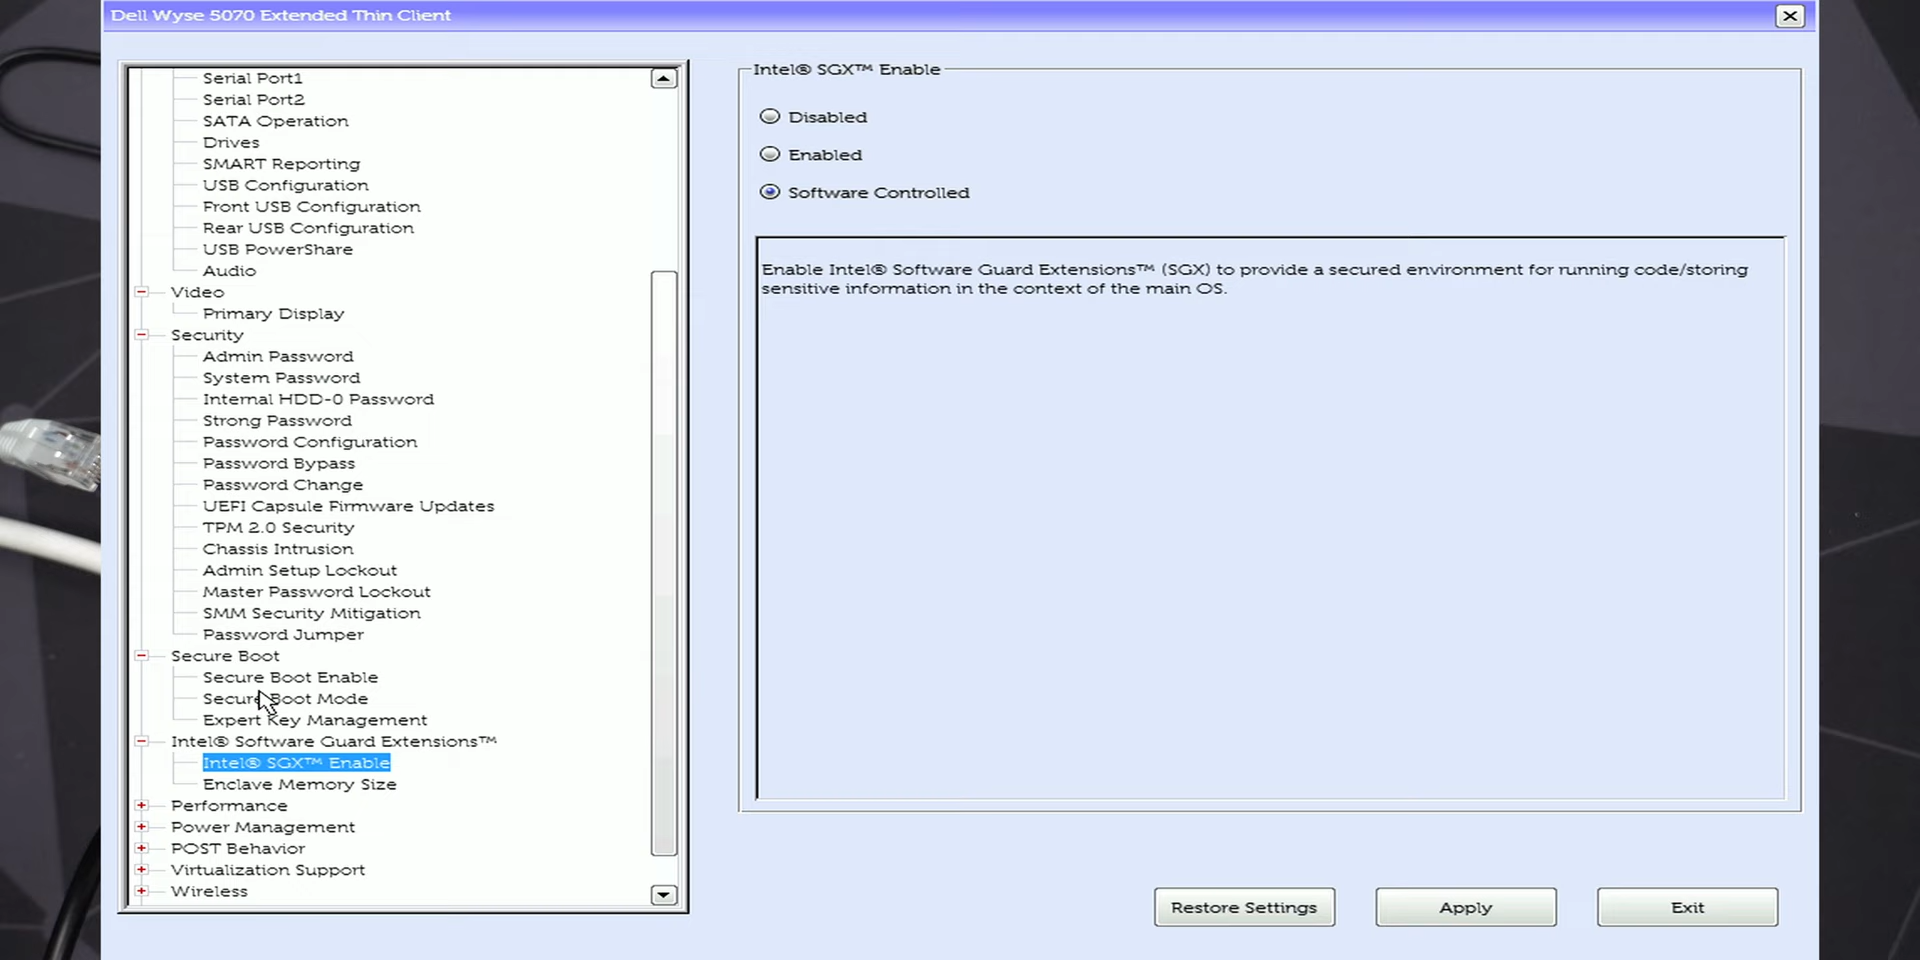 Dell Wyse 5070 Extended Thin Client
Serial Port1
Serial Port2
SATA Operation
Drives
SMART Reporting
USB Configuration
Front USB Configuration
Rear USB Configuration
USB PowerShare
Audio
Video
Primary Display
Security
Admin Password
System Password
Internal HDD-0 Password
Strong Password
Password Configuration
Password Bypass
Password Change
UEFI Capsule Firmware Updates
TPM 2.0 Security
Chassis Intrusion
Admin Setup Lockout
Master Password Lockout
SMM Security Mitigation
Password Jumper
Secure Boot
Secure Boot Enable
Secure Boot Mode
Expert Key Management
Intel® Software Guard Extensions™
Intel® SGX™ Enable
Enclave Memory Size
Performance
Power Management
POST Behavior
Virtualization Support
Wireless
Intel® SGX™ Enable
Disabled
Enabled
Software Controlled
Enable Intel® Software Guard Extensions™ (SGX) to provide a secured environment for running code/storing
sensitive information in the context of the main OS.
Restore Settings
Apply
Exit